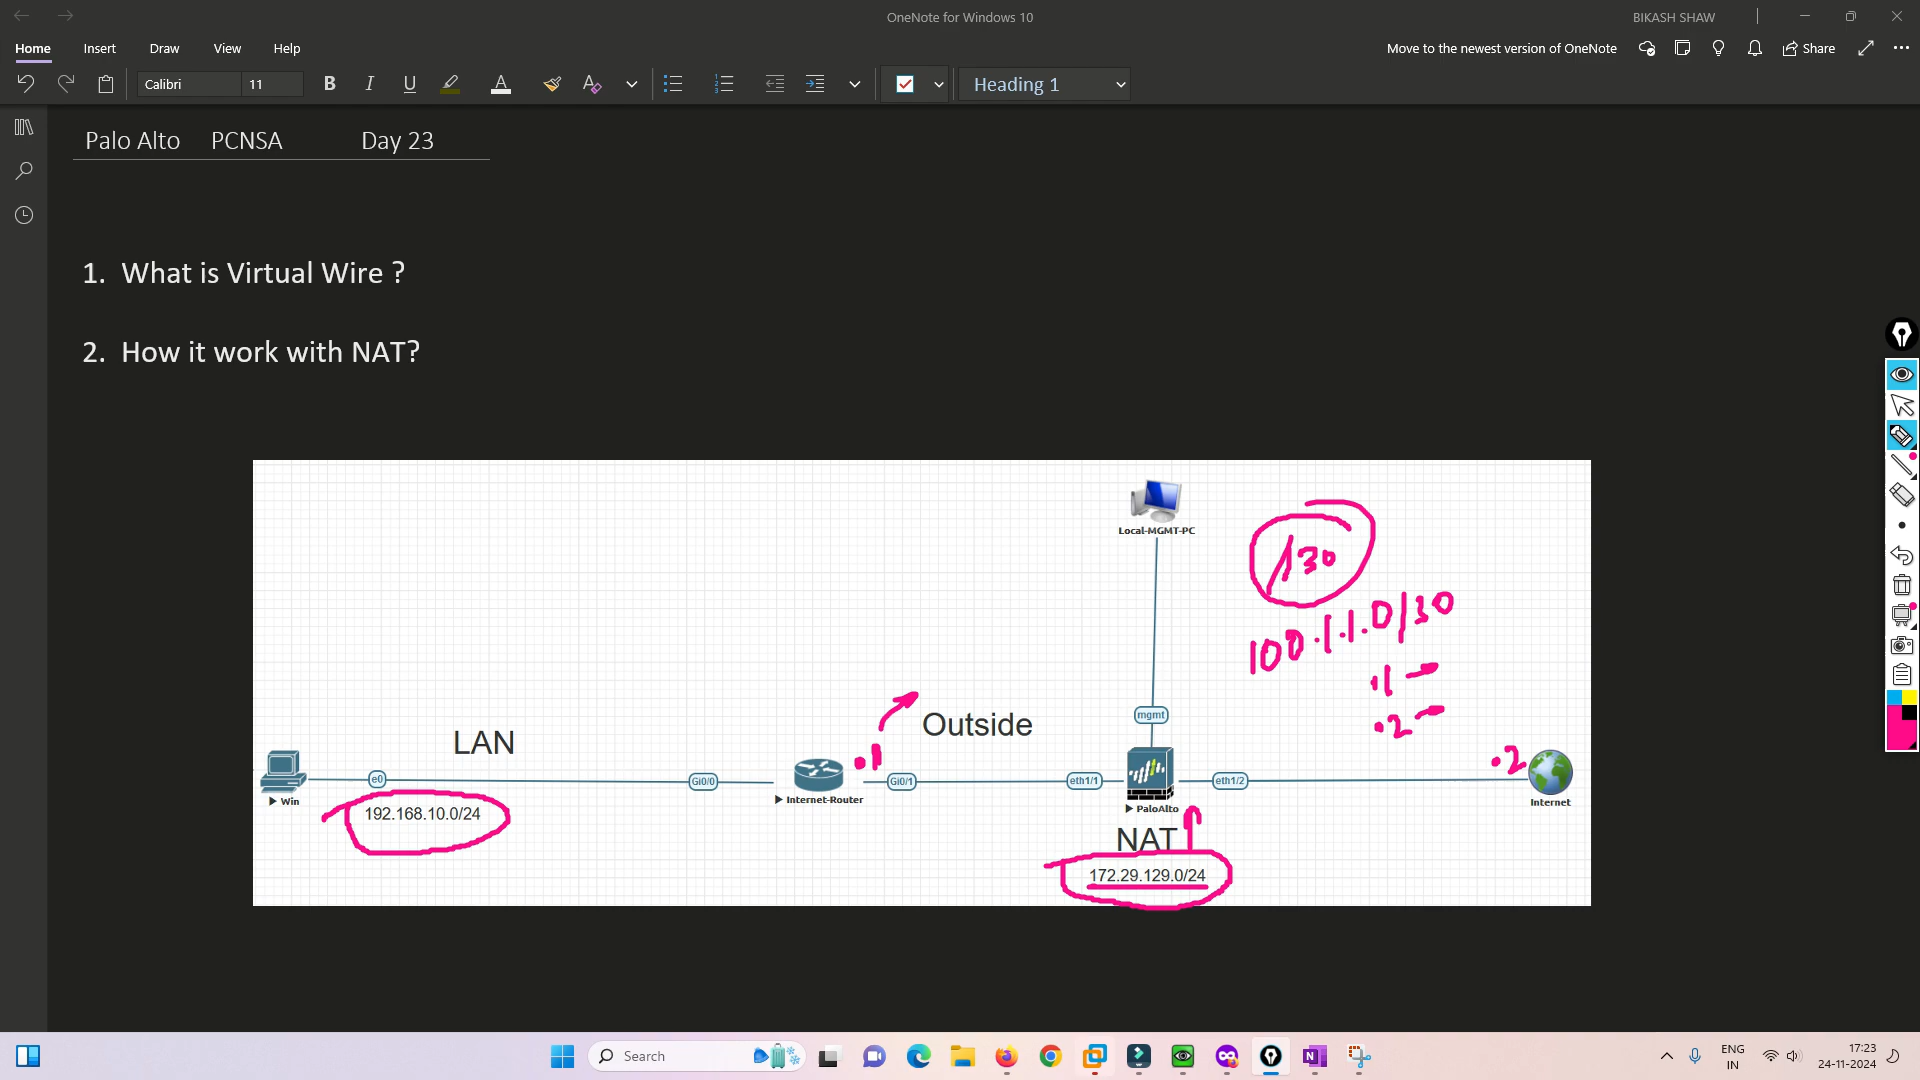 OneNote for Windows 10
BIKASH SHAW
Home Insert Draw View Help
Move to the newest version of OneNote
Share
Calibri 11 B I U A A Heading 1
Palo Alto PCNSA Day 23
1. What is Virtual Wire ?
2. How it work with NAT?
Local-MGMT-PC
/30
100.1.1.0/30
.1
.2
mgmt
LAN
Outside
.1
.2
e0
Gi0/0
Gi0/1
eth1/1
eth1/2
Win
Internet-Router
PaloAlto
Internet
192.168.10.0/24
NAT
172.29.129.0/24
Search
ENG
IN
17:23
24-11-2024